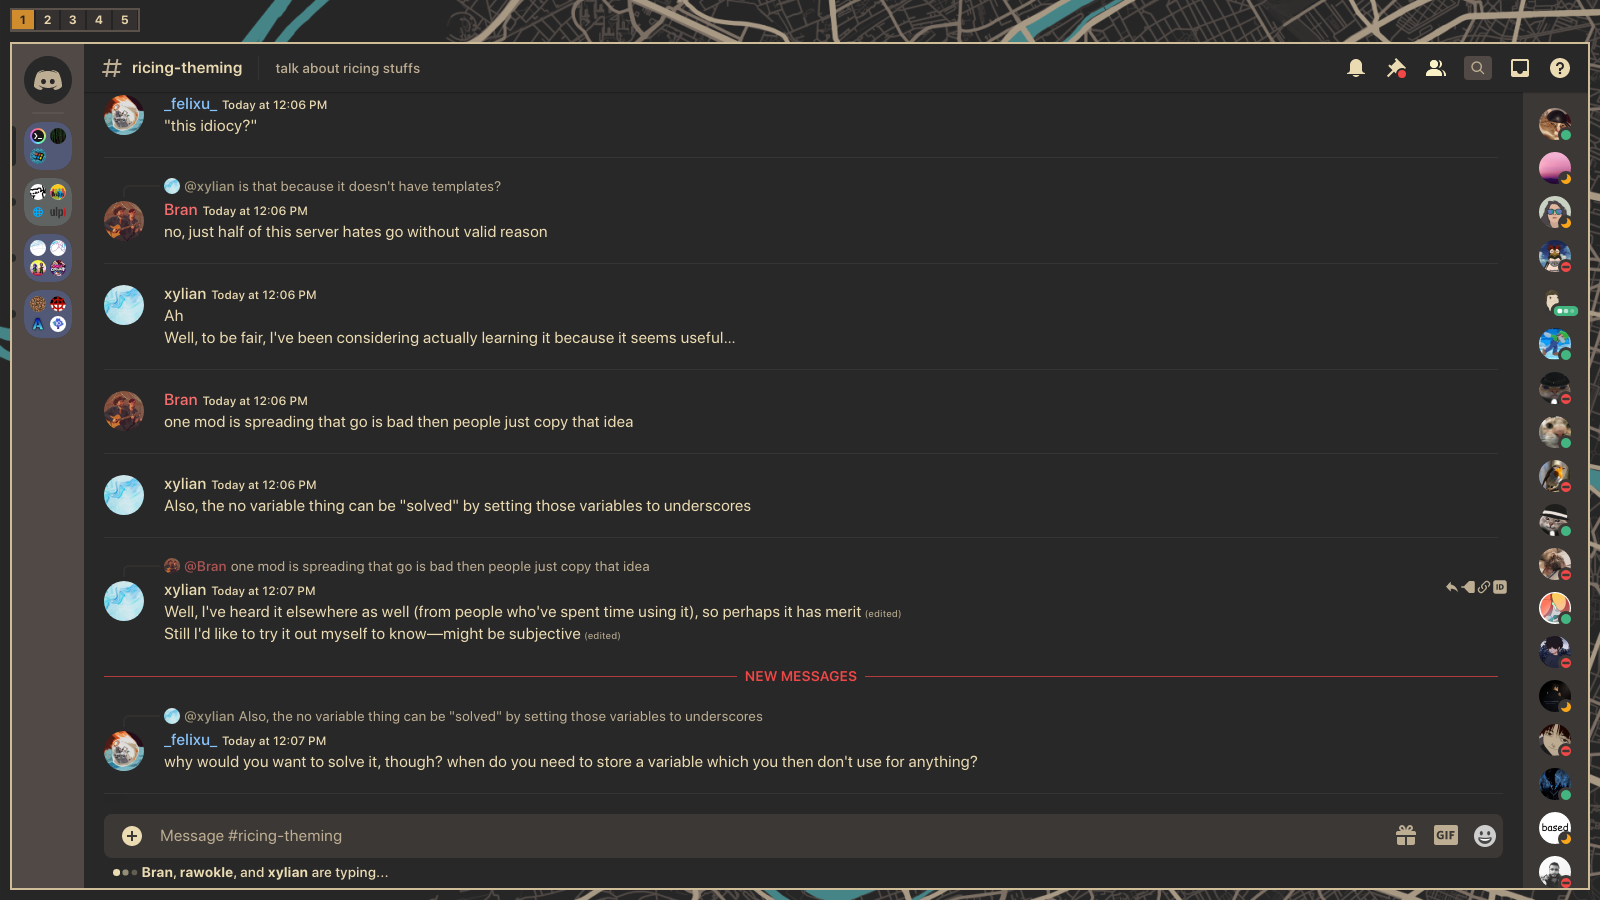 1 2 3 4 5
ricing-theming talk about ricing stuffs
_felixu_ Today at 12:06 PM
"this idiocy?"
@xylian is that because it doesn't have templates?
Bran Today at 12:06 PM
no, just half of this server hates go without valid reason
xylian Today at 12:06 PM
Ah
Well, to be fair, I've been considering actually learning it because it seems useful...
Bran Today at 12:06 PM
one mod is spreading that go is bad then people just copy that idea
xylian Today at 12:06 PM
Also, the no variable thing can be "solved" by setting those variables to underscores
@Bran one mod is spreading that go is bad then people just copy that idea
xylian Today at 12:07 PM
ID
Well, I've heard it elsewhere as well (from people who've spent time using it), so perhaps it has merit (edited)
Still I'd like to try it out myself to know—might be subjective (edited)
NEW MESSAGES
@xylian Also, the no variable thing can be "solved" by setting those variables to underscores
_felixu_ Today at 12:07 PM
why would you want to solve it, though? when do you need to store a variable which you then don't use for anything?
Message #ricing-theming
GIF
based
Bran, rawokle, and xylian are typing...